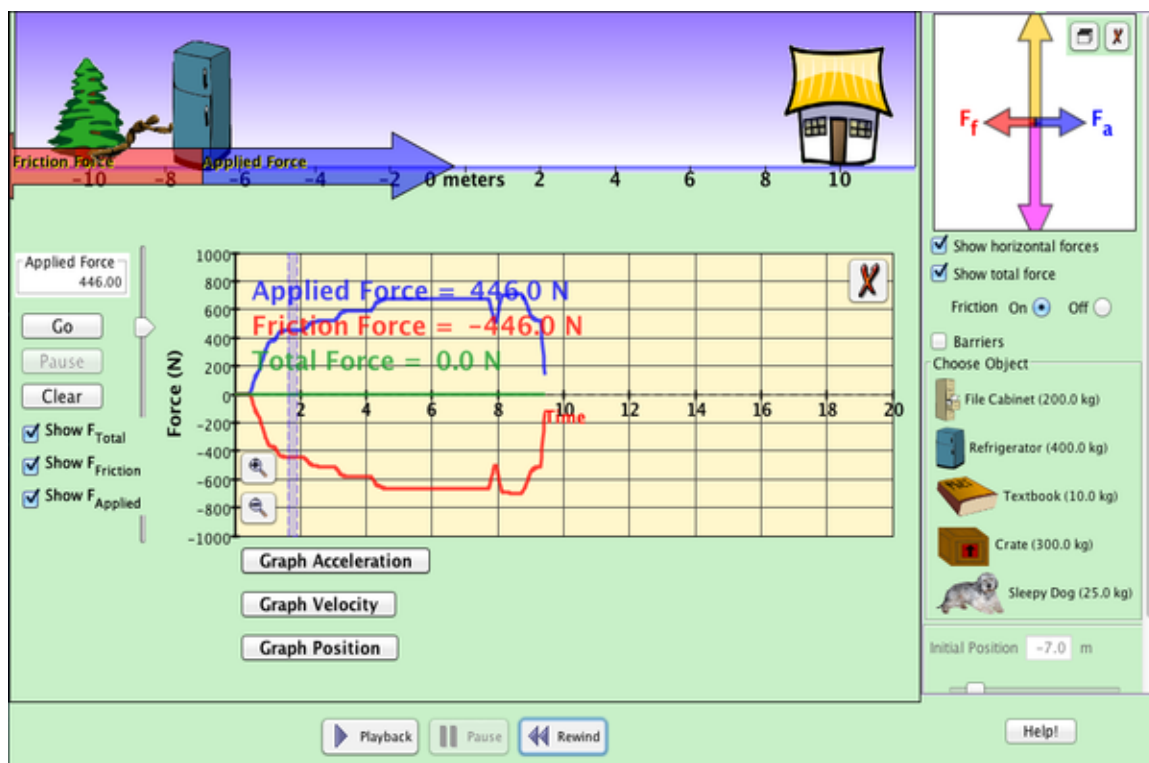 Friction Force
Applied Force
-10
-8
-6
-4
-2
0 meters
2
4
6
8
10
F_f
F_a
Show horizontal forces
Show total force
Friction On Off
Barriers
Choose Object
File Cabinet (200.0 kg)
Refrigerator (400.0 kg)
Textbook (10.0 kg)
Crate (300.0 kg)
Sleepy Dog (25.0 kg)
Initial Position -7.0 m
Applied Force
446.00
Go
Pause
Clear
Show F_Total
Show F_Friction
Show F_Applied
Force (N)
1000
800
600
400
200
0
-200
-400
-600
-800
-1000
Applied Force = 446.0 N
Friction Force = -446.0 N
Total Force = 0.0 N
2
4
6
8
10
12
14
16
18
20
Time
Graph Acceleration
Graph Velocity
Graph Position
Playback
Pause
Rewind
Help!